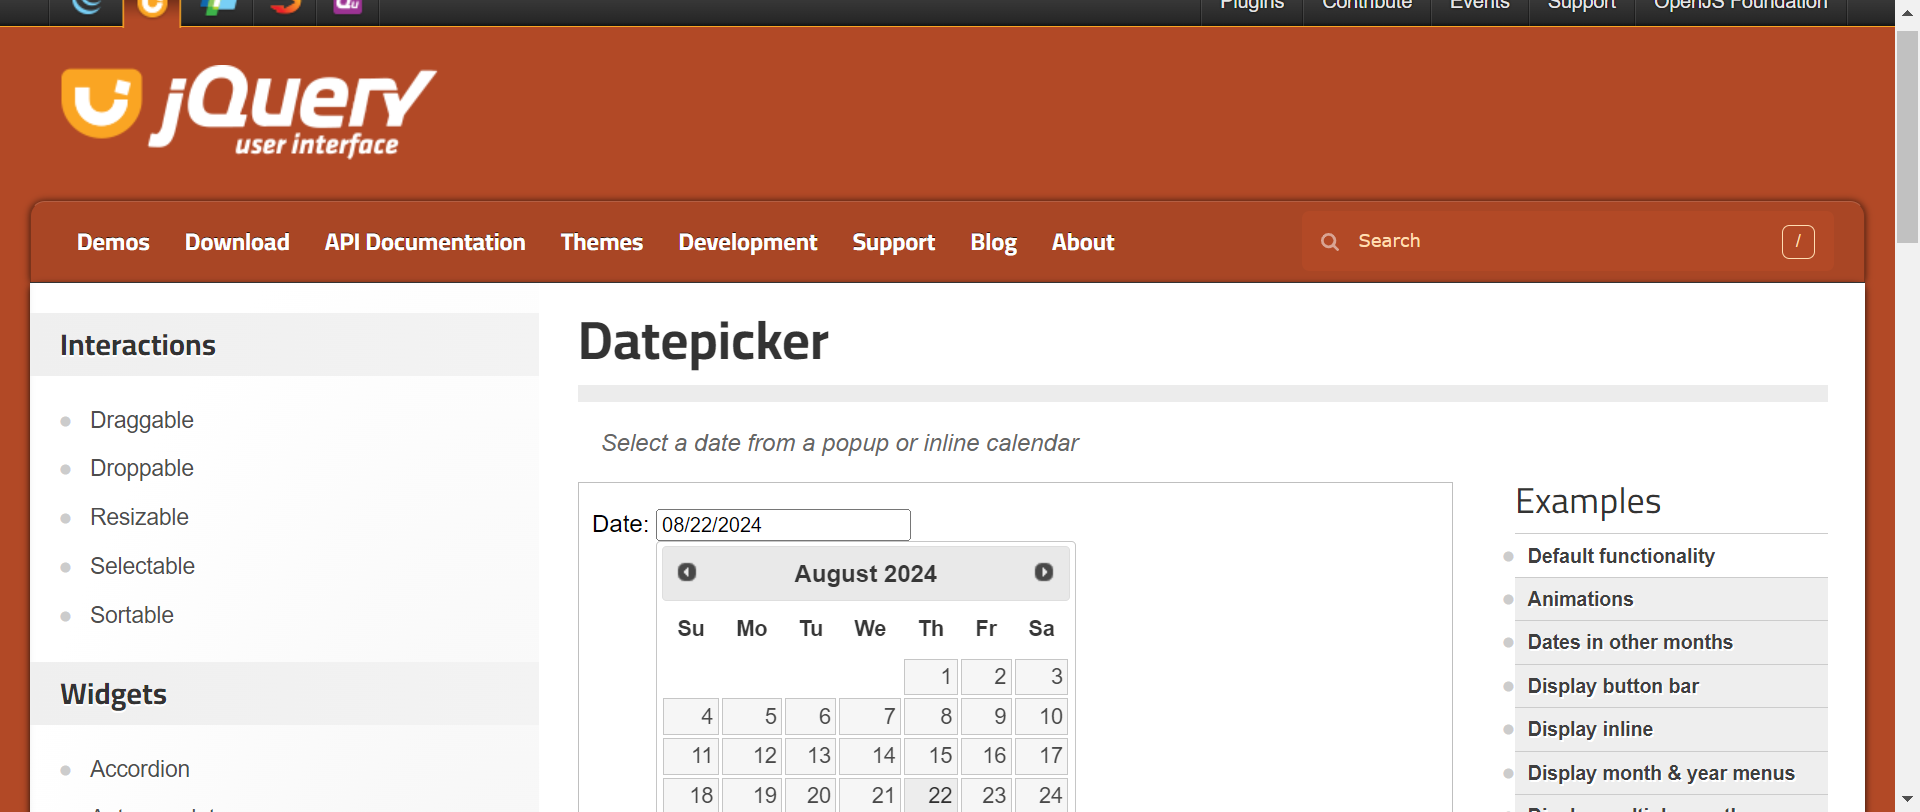 Plugins Contribute Events Support OpenJS Foundation
jQuery
user interface
Demos Download API Documentation Themes Development Support Blog About Search /
Interactions
Draggable
Droppable
Resizable
Selectable
Sortable
Widgets
Accordion
Datepicker
Select a date from a popup or inline calendar
Date: 08/22/2024
August 2024
Su Mo Tu We Th Fr Sa
1 2 3
4 5 6 7 8 9 10
11 12 13 14 15 16 17
18 19 20 21 22 23 24
Examples
Default functionality
Animations
Dates in other months
Display button bar
Display inline
Display month & year menus